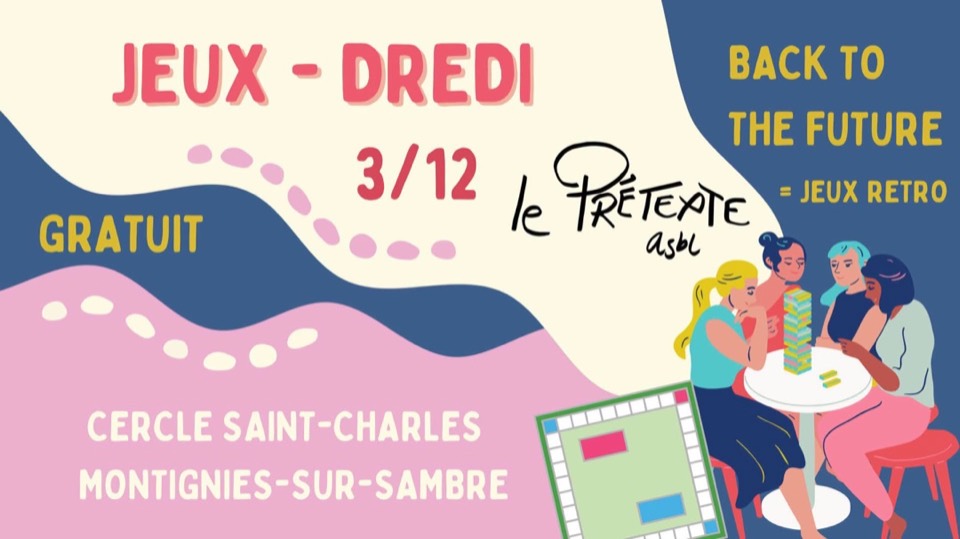 JEUX - DREDI
3/12
le PRÉTEXTE
asbl
BACK TO
THE FUTURE
= JEUX RETRO
GRATUIT
CERCLE SAINT-CHARLES
MONTIGNIES-SUR-SAMBRE